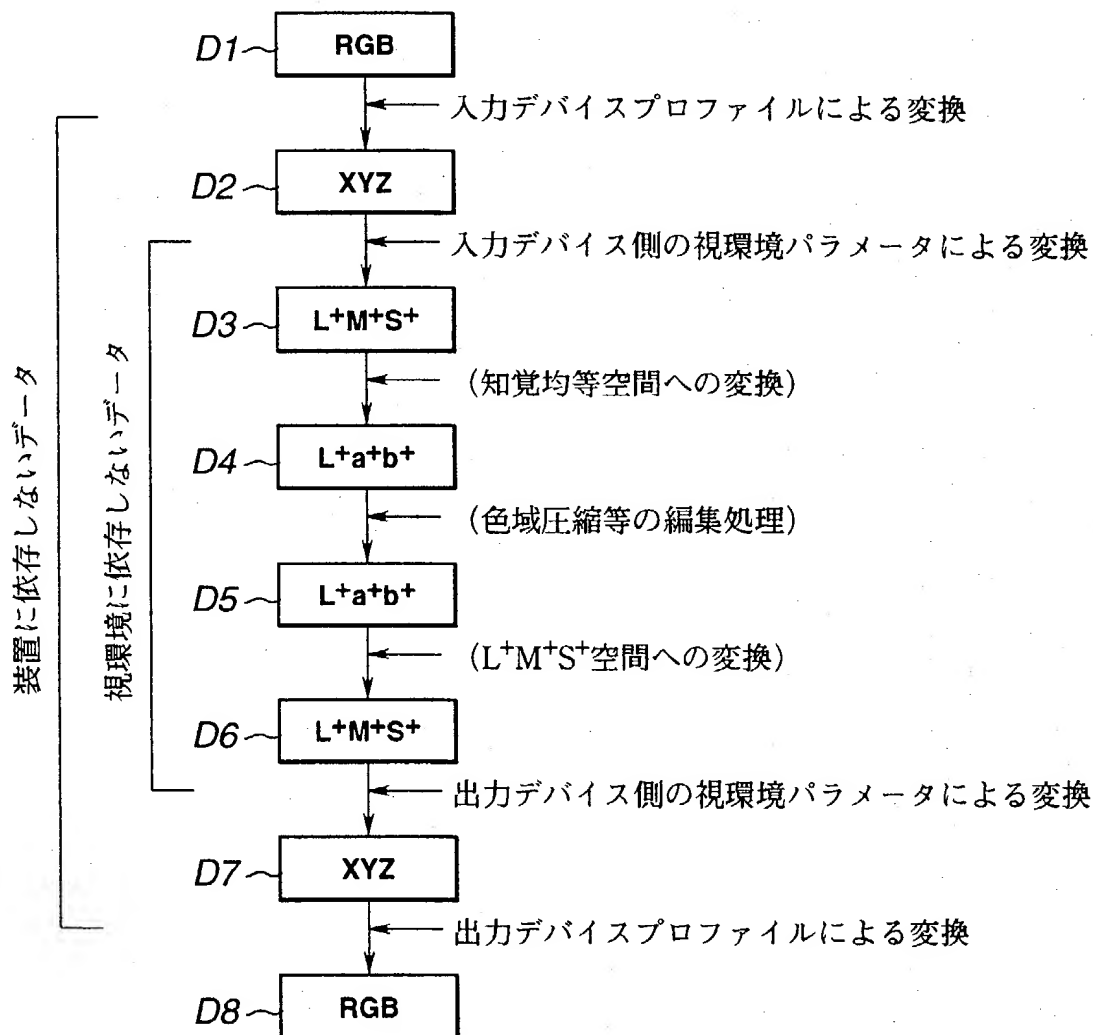 D1 RGB
入力デバイスプロファイルによる変換
D2 XYZ
入力デバイス側の視環境パラメータによる変換
D3 L⁺M⁺S⁺
(知覚均等空間への変換)
D4 L⁺a⁺b⁺
(色域圧縮等の編集処理)
D5 L⁺a⁺b⁺
(L⁺M⁺S⁺空間への変換)
D6 L⁺M⁺S⁺
出力デバイス側の視環境パラメータによる変換
D7 XYZ
出力デバイスプロファイルによる変換
D8 RGB
装置に依存しないデータ
視環境に依存しないデータ